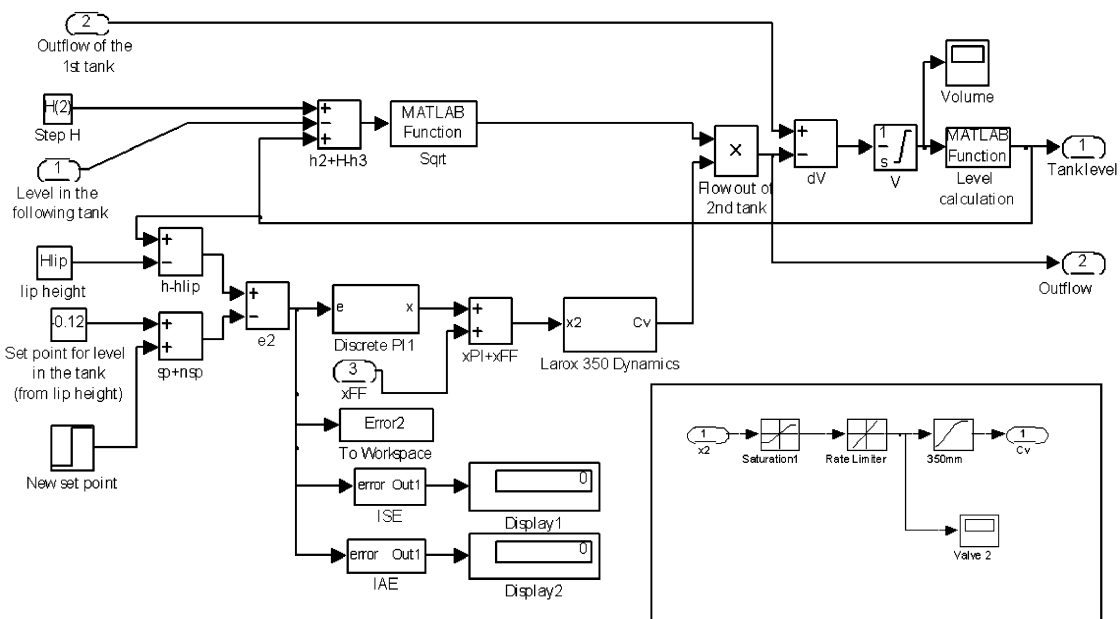 2
Outflow of the
1st tank
H(2)
Step H
1
Level in the
following tank
+
−
+
h2+H-h3
MATLAB
Function
Sqrt
×
Flow out of
2nd tank
+
−
dV
1
s
V
Volume
MATLAB
Function
Level
calculation
1
Tank level
2
Outflow
Hlip
lip height
+
−
h-hlip
-0.12
Set point for level
in the tank
(from lip height)
+
+
sp+nsp
New set point
+
−
e2
e x
Discrete PI1
3
xFF
+
+
xPI+xFF
x2 Cv
Larox 350 Dynamics
Error2
To Workspace
error Out1
ISE
0
Display1
error Out1
IAE
0
Display2
1
x2
Saturation1
Rate Limiter
350mm
1
Cv
Valve 2